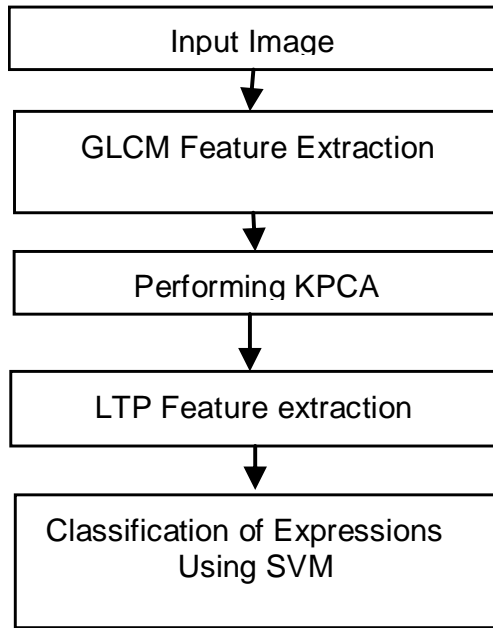 Input Image
GLCM Feature Extraction
Performing KPCA
LTP Feature extraction
Classification of Expressions
Using SVM